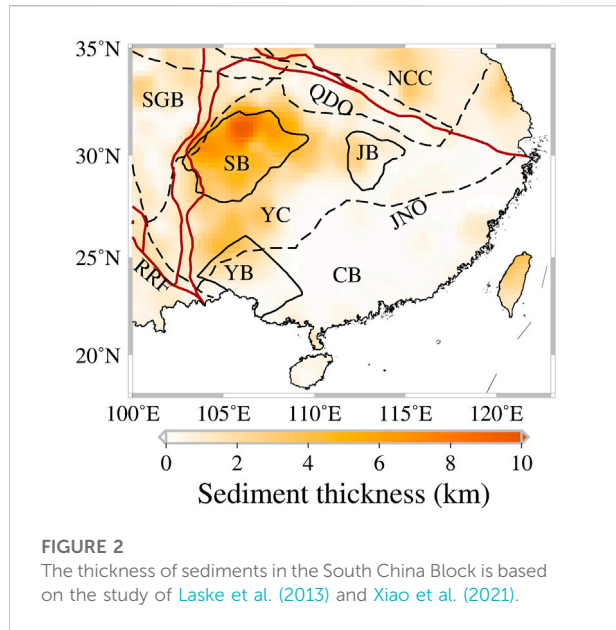 35°N
30°N
25°N
20°N
SGB
NCC
QDO
SB
JB
YC
JNO
RRF
YB
CB
100°E 105°E 110°E 115°E 120°E
0 2 4 6 8 10
Sediment thickness (km)
FIGURE 2
The thickness of sediments in the South China Block is based
on the study of Laske et al. (2013) and Xiao et al. (2021).